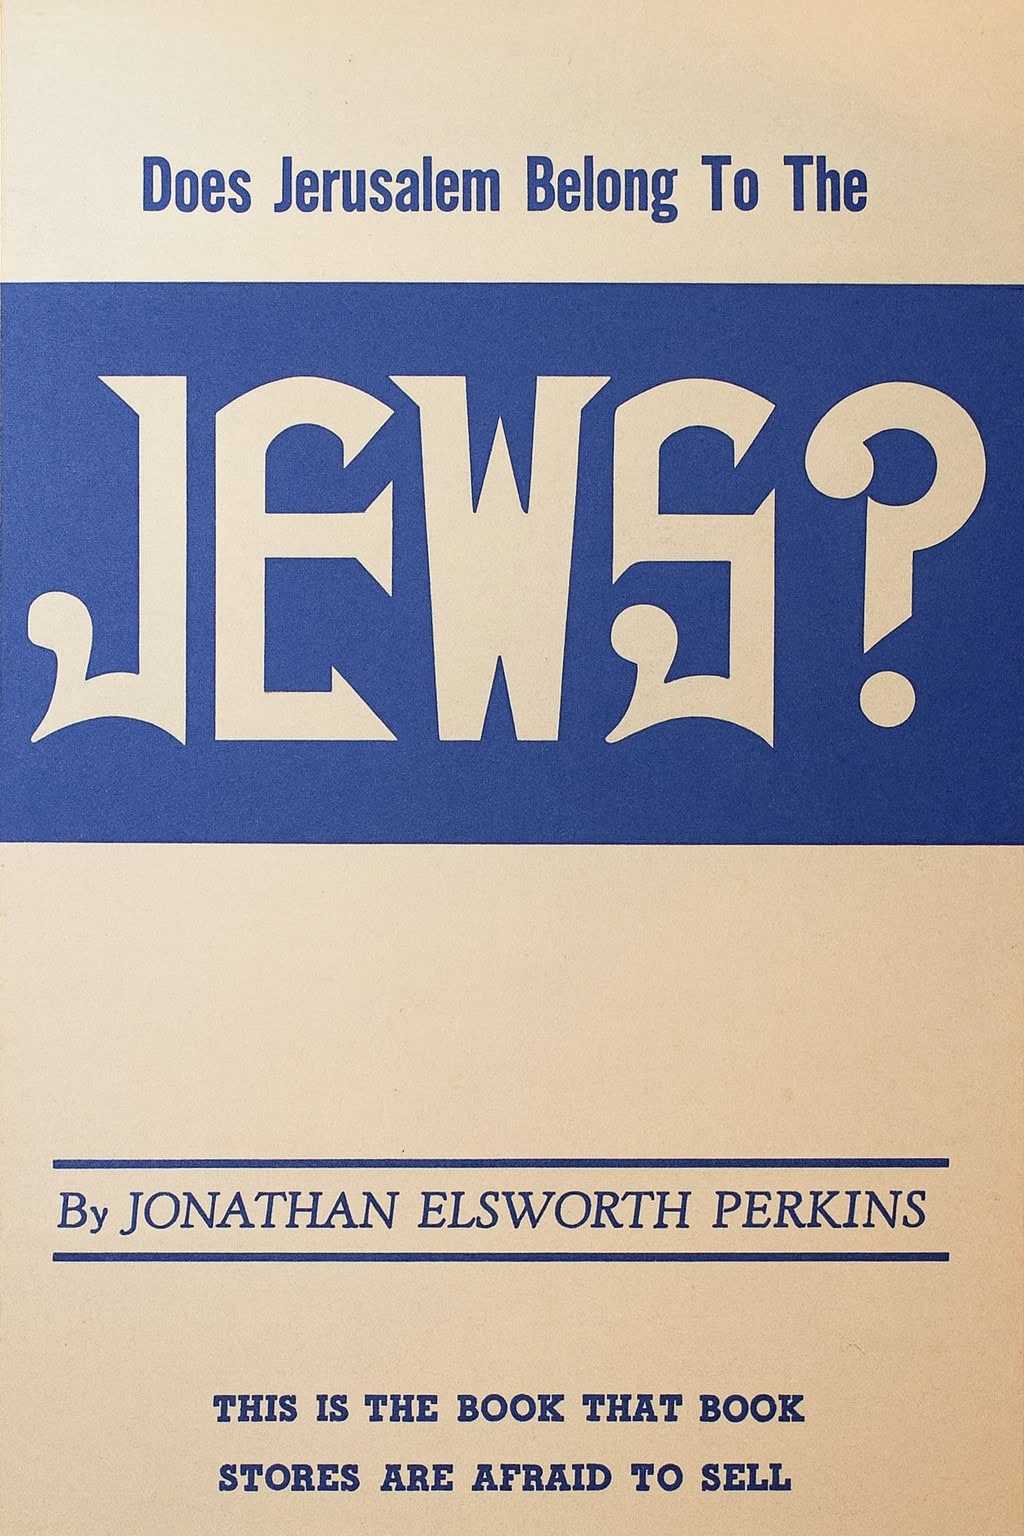 Does Jerusalem Belong To The
JEWS?
By JONATHAN ELSWORTH PERKINS
THIS IS THE BOOK THAT BOOK
STORES ARE AFRAID TO SELL